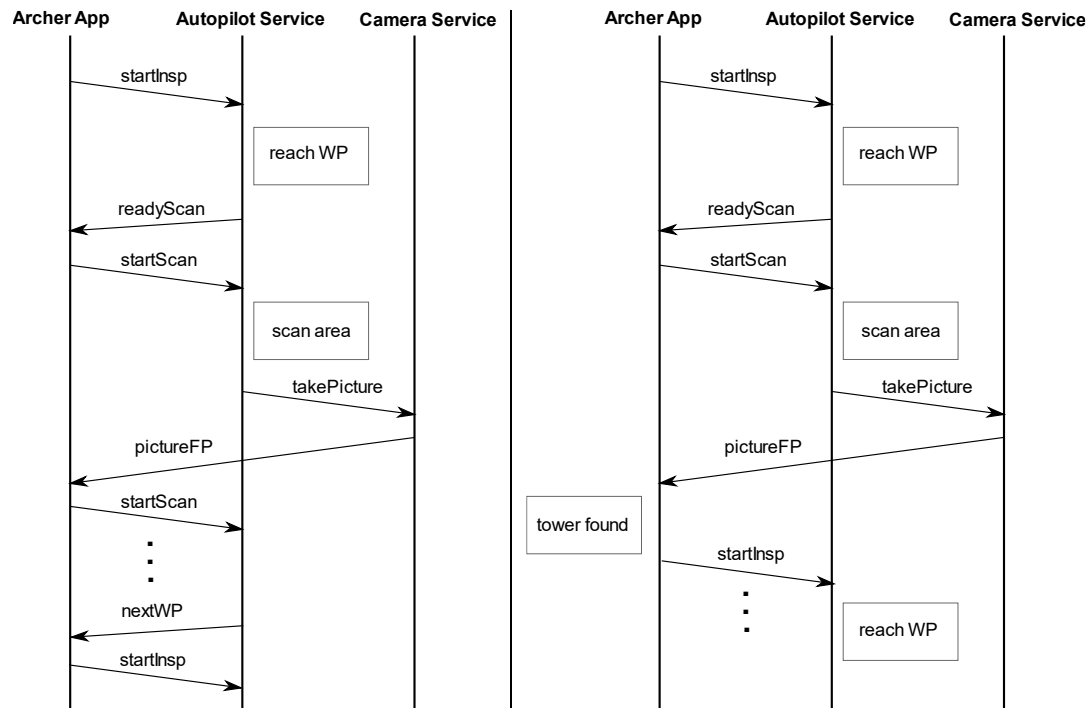 Archer App Autopilot Service Camera Service
startInsp
reach WP
readyScan
startScan
scan area
takePicture
pictureFP
startScan
nextWP
startInsp
Archer App Autopilot Service Camera Service
startInsp
reach WP
readyScan
startScan
scan area
takePicture
pictureFP
tower found
startInsp
reach WP